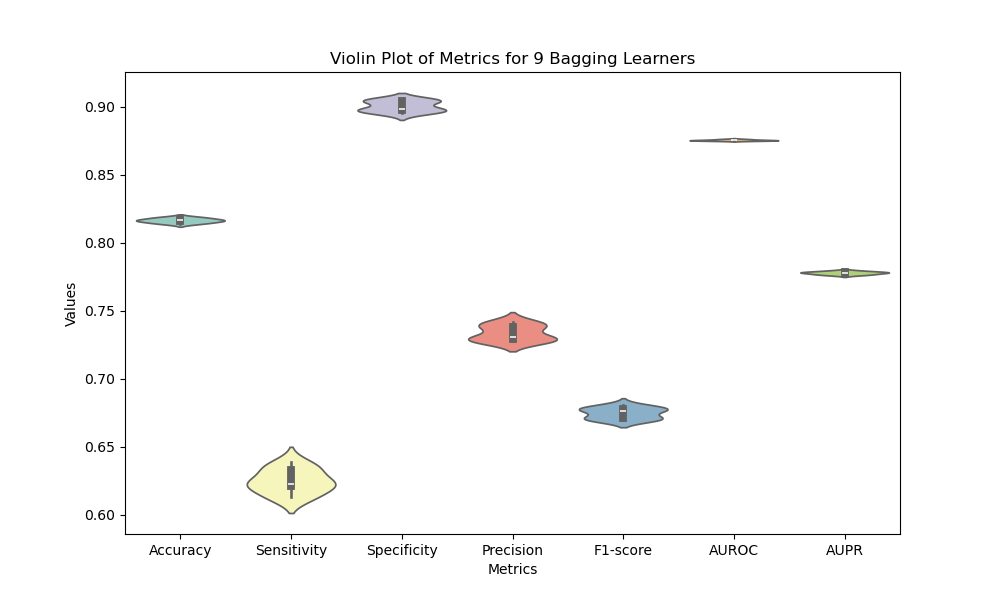 Violin Plot of Metrics for 9 Bagging Learners
0.90
0.85
0.80
0.75
0.70
0.65
0.60
Values
Accuracy Sensitivity Specificity Precision F1-score AUROC AUPR
Metrics